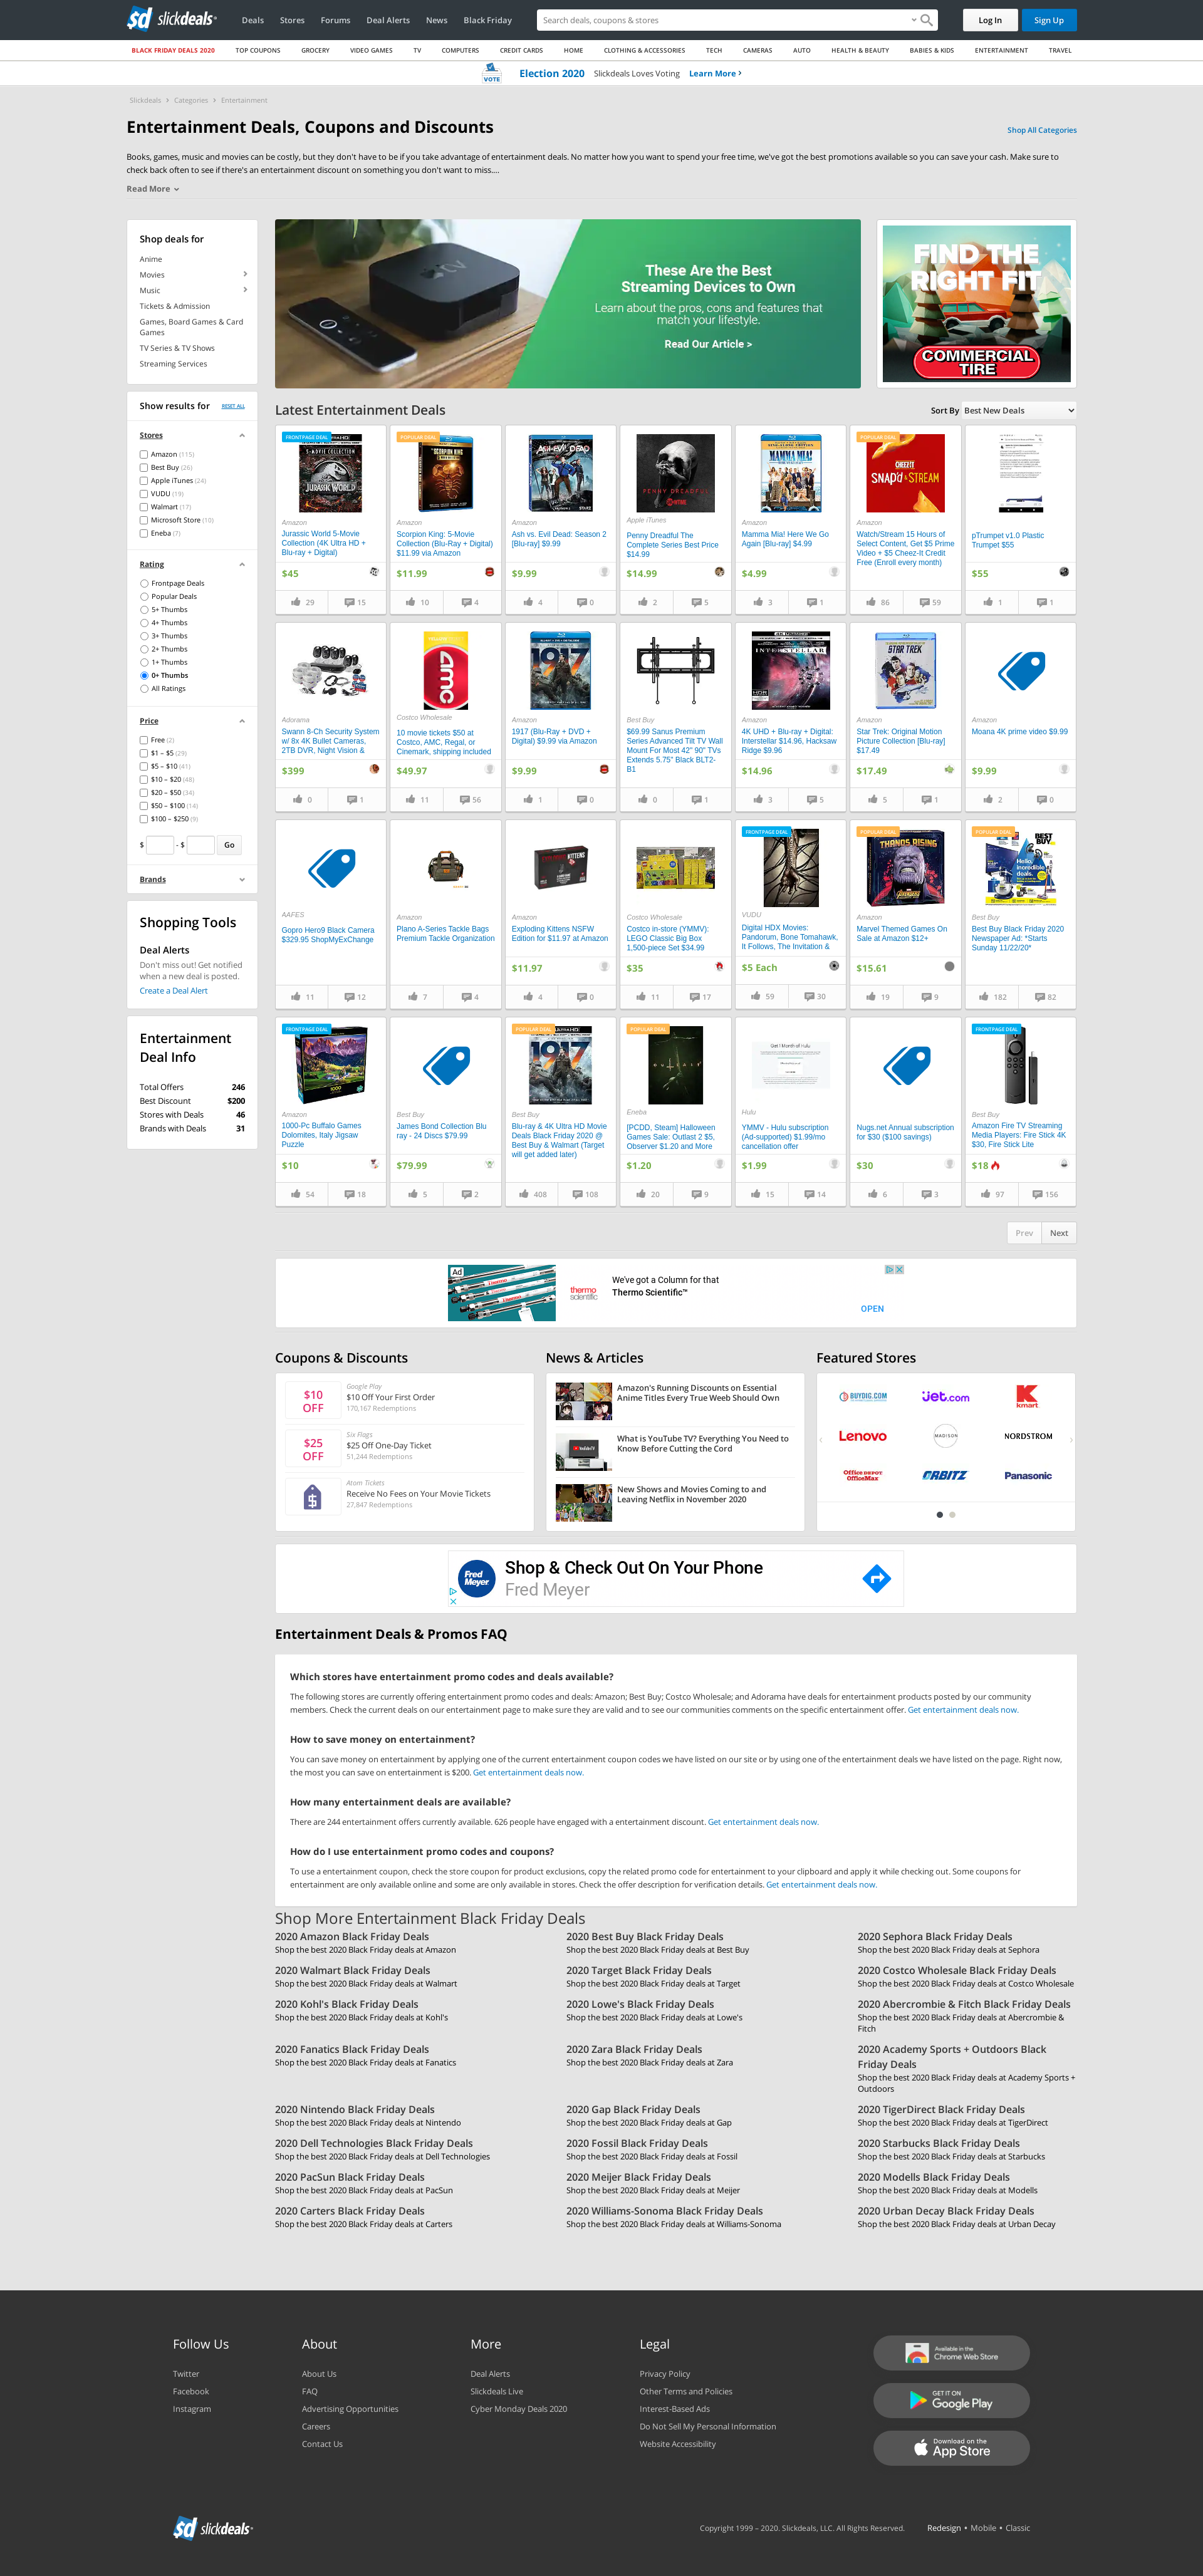 slickdeals
Deals
Stores
Forums
Deal Alerts
News
Black Friday
Search deals, coupons & stores
Log In
Sign Up
BLACK FRIDAY DEALS 2020
TOP COUPONS
GROCERY
VIDEO GAMES
TV
COMPUTERS
CREDIT CARDS
HOME
CLOTHING & ACCESSORIES
TECH
CAMERAS
AUTO
HEALTH & BEAUTY
BABIES & KIDS
ENTERTAINMENT
TRAVEL
VOTE
Election 2020 Slickdeals Loves Voting Learn More
Slickdeals > Categories > Entertainment
Entertainment Deals, Coupons and Discounts
Shop All Categories
Books, games, music and movies can be costly, but they don't have to be if you take advantage of entertainment deals. No matter how you want to spend your free time, we've got the best promotions available so you can save your cash. Make sure to
check back often to see if there's an entertainment discount on something you don't want to miss....
Read More
Shop deals for
Anime
Movies
Music
Tickets & Admission
Games, Board Games & Card
Games
TV Series & TV Shows
Streaming Services
These Are the Best
Streaming Devices to Own
Learn about the pros, cons and features that
match your lifestyle.
Read Our Article >
FIND THE
RIGHT FIT
COMMERCIAL
TIRE
Show results for
RESET ALL
Stores
Amazon (115)
Best Buy (26)
Apple iTunes (24)
VUDU (19)
Walmart (17)
Microsoft Store (10)
Eneba (7)
Rating
Frontpage Deals
Popular Deals
5+ Thumbs
4+ Thumbs
3+ Thumbs
2+ Thumbs
1+ Thumbs
0+ Thumbs
All Ratings
Price
Free (2)
$1 – $5 (29)
$5 – $10 (41)
$10 – $20 (48)
$20 – $50 (34)
$50 – $100 (14)
$100 – $250 (9)
$ - $ Go
Brands
Shopping Tools
Deal Alerts
Don't miss out! Get notified
when a new deal is posted.
Create a Deal Alert
Entertainment
Deal Info
Total Offers 246
Best Discount $200
Stores with Deals 46
Brands with Deals 31
Latest Entertainment Deals
Sort By Best New Deals
FRONTPAGE DEAL
Amazon
Jurassic World 5-Movie
Collection (4K Ultra HD +
Blu-ray + Digital)
$45
29 15
POPULAR DEAL
Amazon
Scorpion King: 5-Movie
Collection (Blu-Ray + Digital)
$11.99 via Amazon
$11.99
10 4
Amazon
Ash vs. Evil Dead: Season 2
[Blu-ray] $9.99
$9.99
4 0
PENNY DREADFUL
Apple iTunes
Penny Dreadful The
Complete Series Best Price
$14.99
$14.99
2 5
MAMMA MIA!
Amazon
Mamma Mia! Here We Go
Again [Blu-ray] $4.99
$4.99
3 1
POPULAR DEAL
SNAP'D & STREAM
Amazon
Watch/Stream 15 Hours of
Select Content, Get $5 Prime
Video + $5 Cheez-It Credit
Free (Enroll every month)
86 59
pTrumpet v1.0 Plastic
Trumpet $55
$55
1 1
Adorama
Swann 8-Ch Security System
w/ 8x 4K Bullet Cameras,
2TB DVR, Night Vision &
$399
0 1
amc
Costco Wholesale
10 movie tickets $50 at
Costco, AMC, Regal, or
Cinemark, shipping included
$49.97
11 56
1917
Amazon
1917 (Blu-Ray + DVD +
Digital) $9.99 via Amazon
$9.99
1 0
Best Buy
$69.99 Sanus Premium
Series Advanced Tilt TV Wall
Mount For Most 42" 90" TVs
Extends 5.75" Black BLT2-
B1
0 1
INTERSTELLAR
Amazon
4K UHD + Blu-ray + Digital:
Interstellar $14.96, Hacksaw
Ridge $9.96
$14.96
3 5
STAR TREK
Amazon
Star Trek: Original Motion
Picture Collection [Blu-ray]
$17.49
$17.49
5 1
Amazon
Moana 4K prime video $9.99
$9.99
2 0
AAFES
Gopro Hero9 Black Camera
$329.95 ShopMyExChange
11 12
Amazon
Plano A-Series Tackle Bags
Premium Tackle Organization
7 4
KITTENS
Amazon
Exploding Kittens NSFW
Edition for $11.97 at Amazon
$11.97
4 0
Costco Wholesale
Costco in-store (YMMV):
LEGO Classic Big Box
1,500-piece Set $34.99
$35
11 17
FRONTPAGE DEAL
VUDU
Digital HDX Movies:
Pandorum, Bone Tomahawk,
It Follows, The Invitation &
$5 Each
59 30
POPULAR DEAL
THANOS RISING
Amazon
Marvel Themed Games On
Sale at Amazon $12+
$15.61
19 9
POPULAR DEAL
BEST BUY
Hello, incredible deals.
Best Buy
Best Buy Black Friday 2020
Newspaper Ad: *Starts
Sunday 11/22/20*
182 82
FRONTPAGE DEAL
Amazon
1000-Pc Buffalo Games
Dolomites, Italy Jigsaw
Puzzle
$10
54 18
Best Buy
James Bond Collection Blu
ray - 24 Discs $79.99
$79.99
5 2
POPULAR DEAL
1917
Best Buy
Blu-ray & 4K Ultra HD Movie
Deals Black Friday 2020 @
Best Buy & Walmart (Target
will get added later)
408 108
POPULAR DEAL
Eneba
[PCDD, Steam] Halloween
Games Sale: Outlast 2 $5,
Observer $1.20 and More
$1.20
20 9
Get 1 Month of Hulu
Hulu
YMMV - Hulu subscription
(Ad-supported) $1.99/mo
cancellation offer
$1.99
15 14
Nugs.net Annual subscription
for $30 ($100 savings)
$30
6 3
FRONTPAGE DEAL
Best Buy
Amazon Fire TV Streaming
Media Players: Fire Stick 4K
$30, Fire Stick Lite
$18
97 156
Prev Next
Ad
thermo scientific
We've got a Column for that
Thermo Scientific™
OPEN
Coupons & Discounts
$10 OFF
Google Play
$10 Off Your First Order
170,167 Redemptions
$25 OFF
Six Flags
$25 Off One-Day Ticket
51,244 Redemptions
Atom Tickets
Receive No Fees on Your Movie Tickets
27,847 Redemptions
News & Articles
Amazon's Running Discounts on Essential
Anime Titles Every True Weeb Should Own
What is YouTube TV? Everything You Need to
Know Before Cutting the Cord
New Shows and Movies Coming to and
Leaving Netflix in November 2020
Featured Stores
BUYDIG.COM
jet.com
kmart
Lenovo
MADISON
NORDSTROM
Office DEPOT
OfficeMax
ORBITZ
Panasonic
Fred Meyer
Shop & Check Out On Your Phone
Fred Meyer
Entertainment Deals & Promos FAQ
Which stores have entertainment promo codes and deals available?
The following stores are currently offering entertainment promo codes and deals: Amazon; Best Buy; Costco Wholesale; and Adorama have deals for entertainment products posted by our community
members. Check the current deals on our entertainment page to make sure they are valid and to see our communities comments on the specific entertainment offer. Get entertainment deals now.
How to save money on entertainment?
You can save money on entertainment by applying one of the current entertainment coupon codes we have listed on our site or by using one of the entertainment deals we have listed on the page. Right now,
the most you can save on entertainment is $200. Get entertainment deals now.
How many entertainment deals are available?
There are 244 entertainment offers currently available. 626 people have engaged with a entertainment discount. Get entertainment deals now.
How do I use entertainment promo codes and coupons?
To use a entertainment coupon, check the store coupon for product exclusions, copy the related promo code for entertainment to your clipboard and apply it while checking out. Some coupons for
entertainment are only available online and some are only available in stores. Check the offer description for verification details. Get entertainment deals now.
Shop More Entertainment Black Friday Deals
2020 Amazon Black Friday Deals
Shop the best 2020 Black Friday deals at Amazon
2020 Best Buy Black Friday Deals
Shop the best 2020 Black Friday deals at Best Buy
2020 Sephora Black Friday Deals
Shop the best 2020 Black Friday deals at Sephora
2020 Walmart Black Friday Deals
Shop the best 2020 Black Friday deals at Walmart
2020 Target Black Friday Deals
Shop the best 2020 Black Friday deals at Target
2020 Costco Wholesale Black Friday Deals
Shop the best 2020 Black Friday deals at Costco Wholesale
2020 Kohl's Black Friday Deals
Shop the best 2020 Black Friday deals at Kohl's
2020 Lowe's Black Friday Deals
Shop the best 2020 Black Friday deals at Lowe's
2020 Abercrombie & Fitch Black Friday Deals
Shop the best 2020 Black Friday deals at Abercrombie &
Fitch
2020 Fanatics Black Friday Deals
Shop the best 2020 Black Friday deals at Fanatics
2020 Zara Black Friday Deals
Shop the best 2020 Black Friday deals at Zara
2020 Academy Sports + Outdoors Black
Friday Deals
Shop the best 2020 Black Friday deals at Academy Sports +
Outdoors
2020 Nintendo Black Friday Deals
Shop the best 2020 Black Friday deals at Nintendo
2020 Gap Black Friday Deals
Shop the best 2020 Black Friday deals at Gap
2020 TigerDirect Black Friday Deals
Shop the best 2020 Black Friday deals at TigerDirect
2020 Dell Technologies Black Friday Deals
Shop the best 2020 Black Friday deals at Dell Technologies
2020 Fossil Black Friday Deals
Shop the best 2020 Black Friday deals at Fossil
2020 Starbucks Black Friday Deals
Shop the best 2020 Black Friday deals at Starbucks
2020 PacSun Black Friday Deals
Shop the best 2020 Black Friday deals at PacSun
2020 Meijer Black Friday Deals
Shop the best 2020 Black Friday deals at Meijer
2020 Modells Black Friday Deals
Shop the best 2020 Black Friday deals at Modells
2020 Carters Black Friday Deals
Shop the best 2020 Black Friday deals at Carters
2020 Williams-Sonoma Black Friday Deals
Shop the best 2020 Black Friday deals at Williams-Sonoma
2020 Urban Decay Black Friday Deals
Shop the best 2020 Black Friday deals at Urban Decay
Follow Us
Twitter
Facebook
Instagram
About
About Us
FAQ
Advertising Opportunities
Careers
Contact Us
More
Deal Alerts
Slickdeals Live
Cyber Monday Deals 2020
Legal
Privacy Policy
Other Terms and Policies
Interest-Based Ads
Do Not Sell My Personal Information
Website Accessibility
Available in the
Chrome Web Store
GET IT ON
Google Play
Download on the
App Store
slickdeals
Copyright 1999 – 2020. Slickdeals, LLC. All Rights Reserved.
Redesign • Mobile • Classic